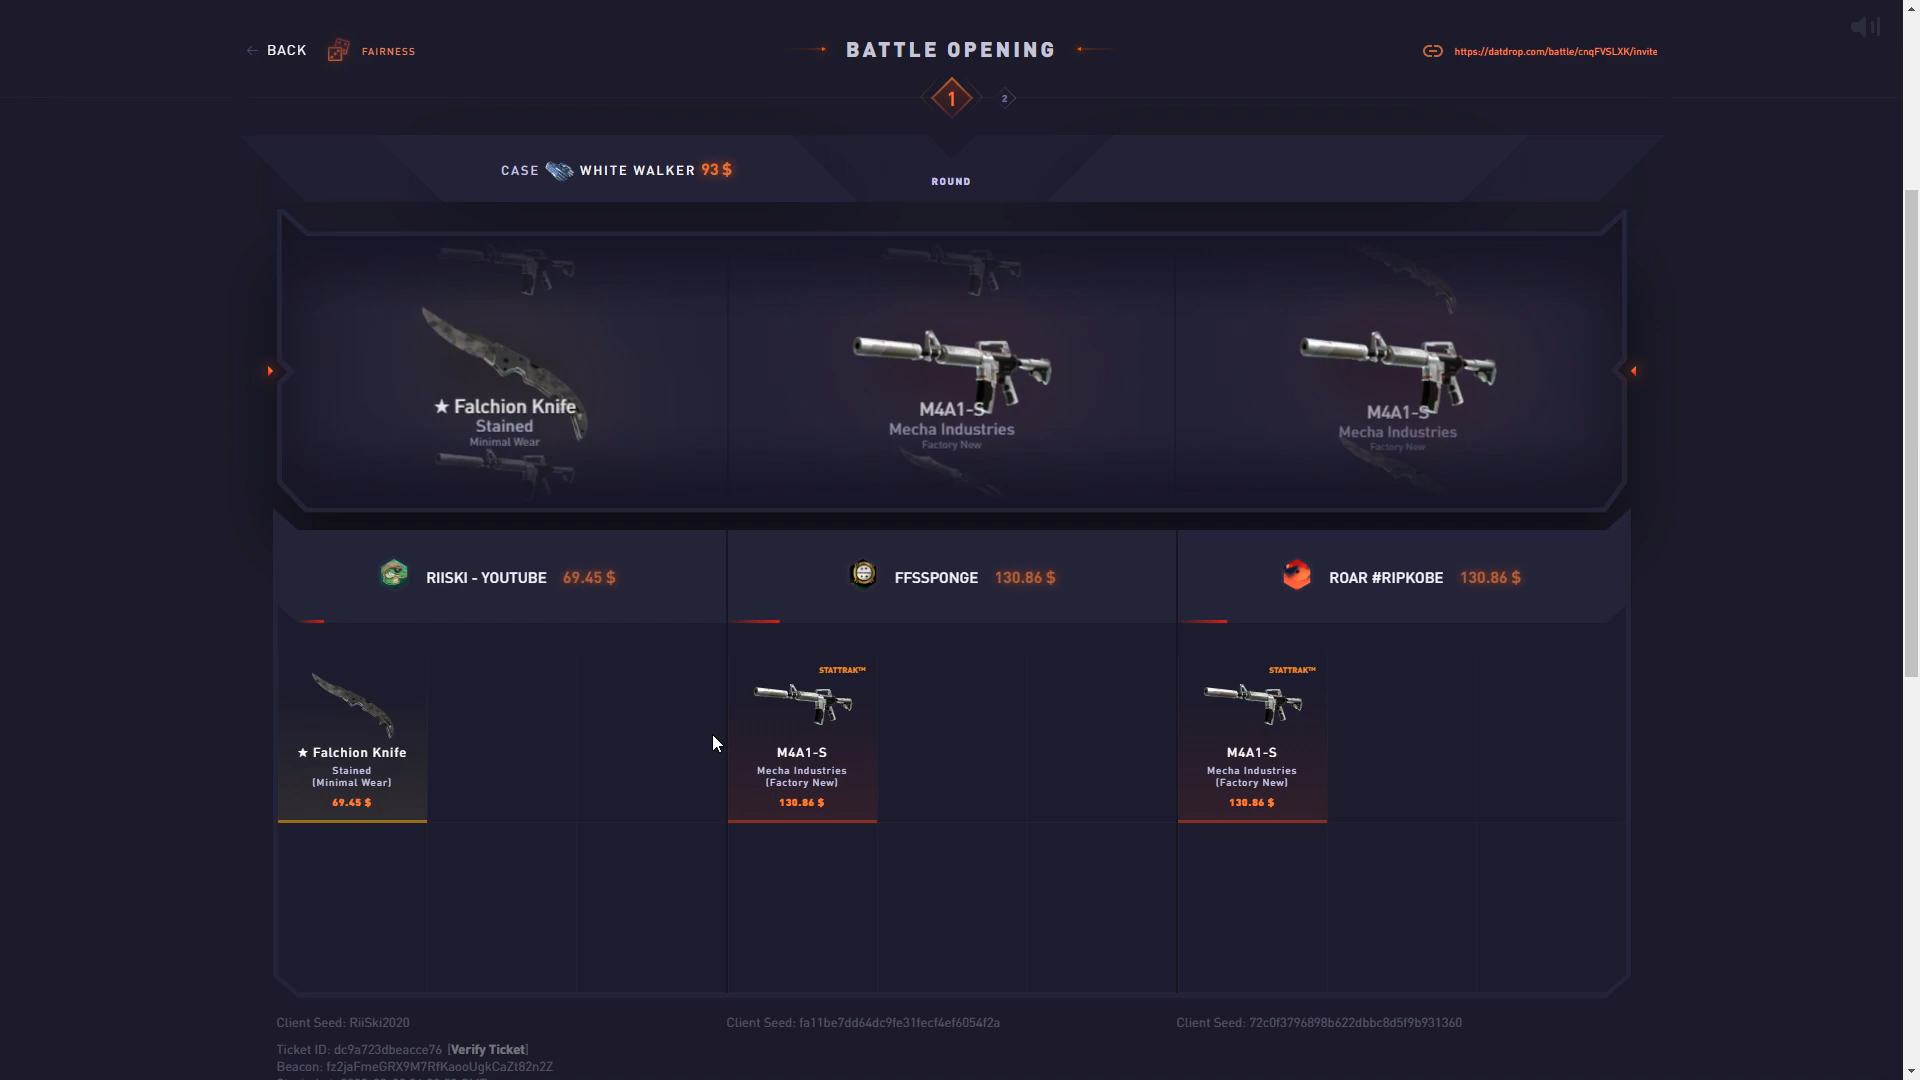 BACK
FAIRNESS
BATTLE OPENING
https://datdrop.com/battle/cnqFVSLXK/invite
1
2
CASE WHITE WALKER 93 $
ROUND
★ Falchion Knife
Stained
Minimal Wear
M4A1-S
Mecha Industries
Factory New
M4A1-S
Mecha Industries
Factory New
RIISKI - YOUTUBE 69.45 $
FFSSPONGE 130.86 $
ROAR #RIPKOBE 130.86 $
★ Falchion Knife
Stained
(Minimal Wear)
69.45 $
STATTRAK™
M4A1-S
Mecha Industries
(Factory New)
130.86 $
STATTRAK™
M4A1-S
Mecha Industries
(Factory New)
130.86 $
Client Seed: RiiSki2020
Client Seed: fa11be7dd64dc9fe31fecf4ef6054f2a
Client Seed: 72c0f3796898b622dbbc8d5f9b931360
Ticket ID: dc9a723dbeacce76 [Verify Ticket]
Beacon: fz2jaFmeGRX9M7RfKaooUgkCaZt82n2Z